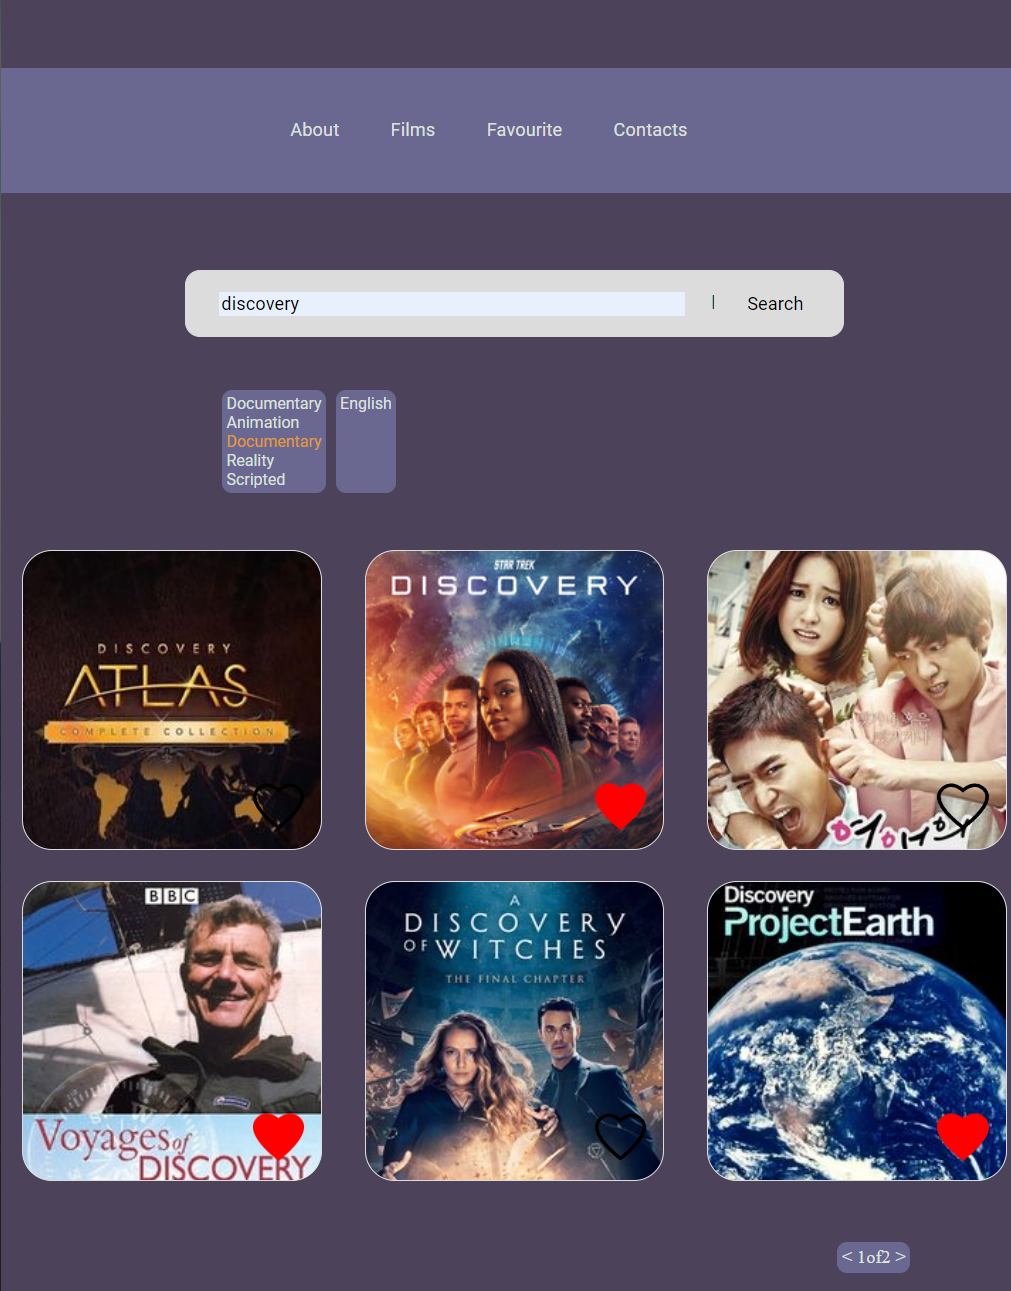 About Films Favourite Contacts
discovery | Search
Documentary English
Animation
Documentary
Reality
Scripted
DISCOVERY
ATLAS
COMPLETE COLLECTION
STAR TREK
DISCOVERY
BBC
Voyages of
DISCOVERY
A
DISCOVERY
OF WITCHES
THE FINAL CHAPTER
Discovery
ProjectEarth
< 1of2 >